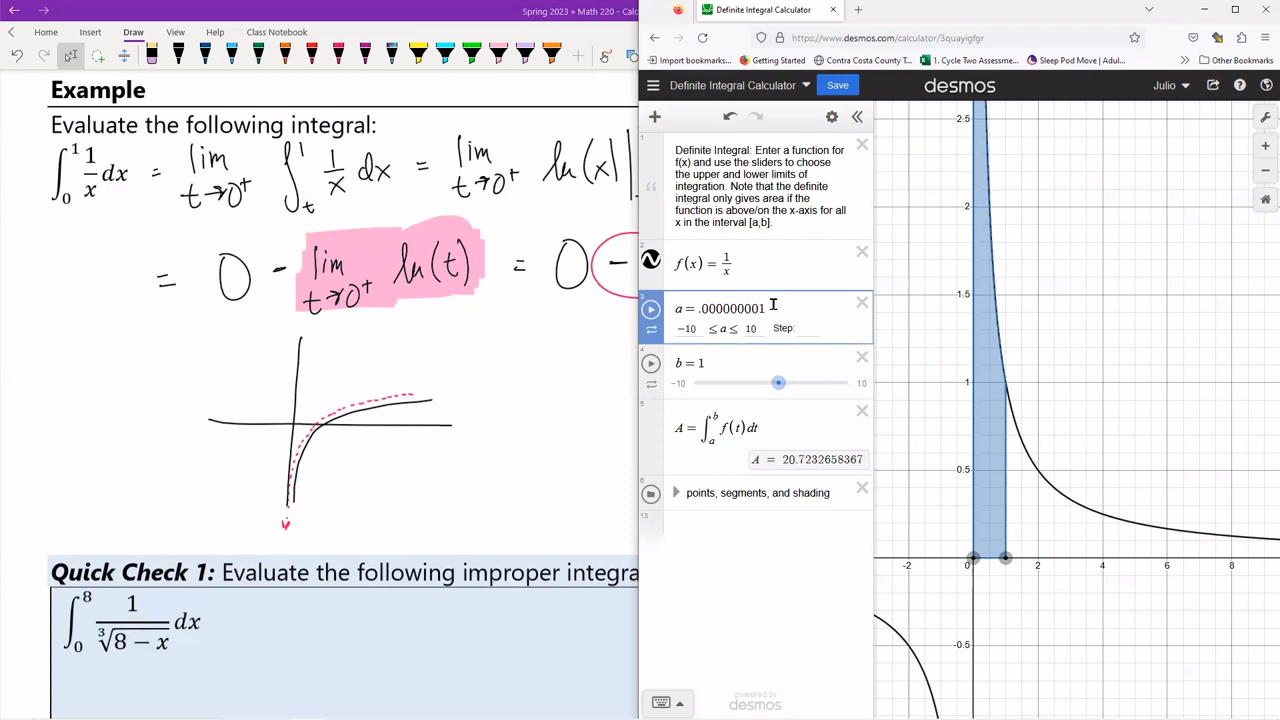 Spring 2023 » Math 220 - Calc
Home Insert Draw View Help Class Notebook
Example
Evaluate the following integral:
∫₀¹ 1/x dx = lim t→0⁺ ∫ₜ¹ 1/x dx = lim t→0⁺ ln(x)|
= 0 - lim t→0⁺ ln(t) = 0 -
Quick Check 1: Evaluate the following improper integra
∫₀⁸ 1/∛(8 − x) dx
Definite Integral Calculator
https://www.desmos.com/calculator/3quayigfgr
Import bookmarks... Getting Started Contra Costa County T... 1. Cycle Two Assessme... Sleep Pod Move | Adul... Other Bookmarks
Definite Integral Calculator Save desmos Julio
1
Definite Integral: Enter a function for
f(x) and use the sliders to choose
the upper and lower limits of
integration. Note that the definite
integral only gives area if the
function is above/on the x-axis for all
x in the interval [a,b].
2
f(x) = 1/x
3
a = .000000001
−10 ≤ a ≤ 10 Step:
4
b = 1
-10 10
5
A = ∫ₐᵇ f(t) dt
A = 20.7232658367
6
points, segments, and shading
13
powered by
desmos
2.5
2
1.5
1
0.5
-2 0 2 4 6 8
-0.5